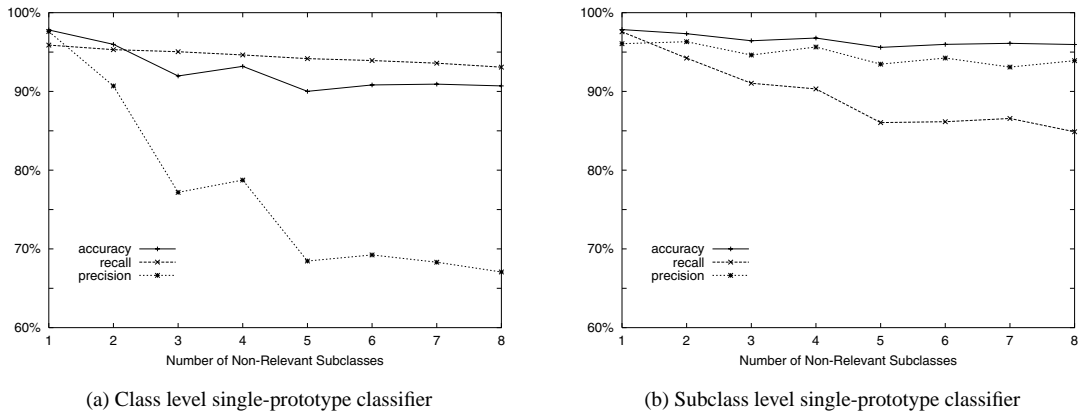 100%
90%
80%
70%
60%
accuracy
recall
precision
1 2 3 4 5 6 7 8
Number of Non-Relevant Subclasses
(a) Class level single-prototype classifier
100%
90%
80%
70%
60%
accuracy
recall
precision
1 2 3 4 5 6 7 8
Number of Non-Relevant Subclasses
(b) Subclass level single-prototype classifier